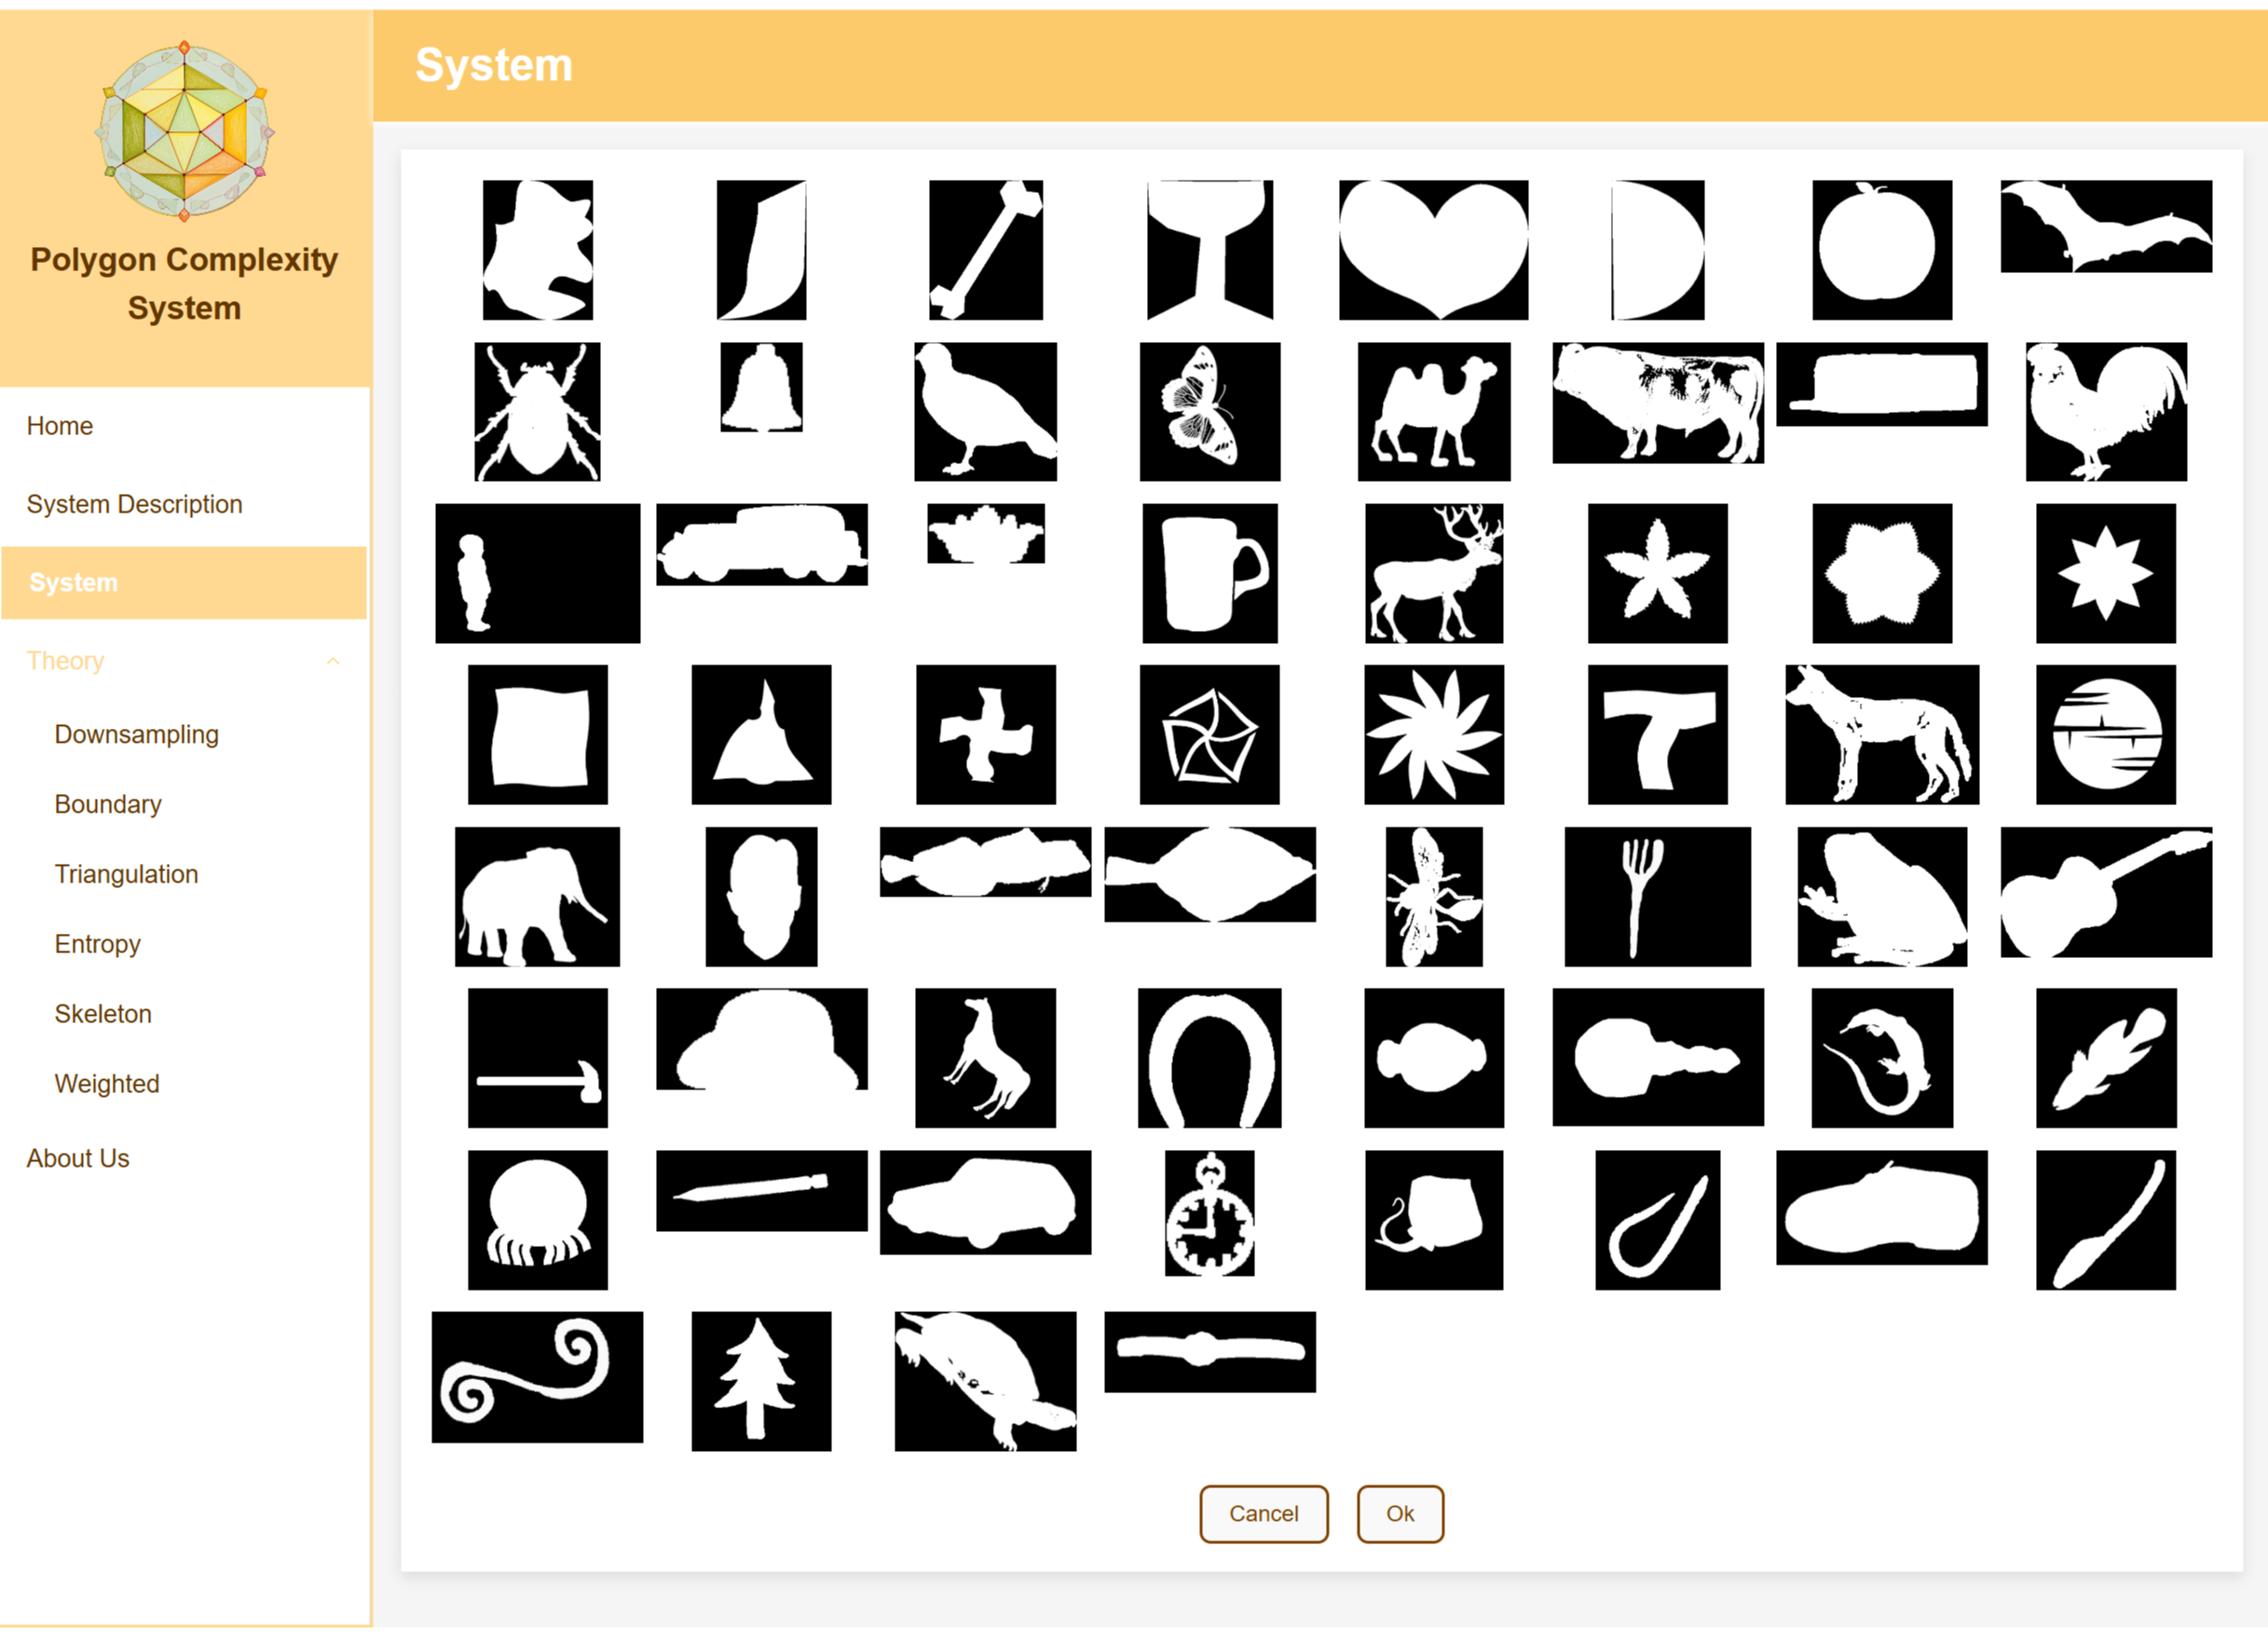 System
Polygon Complexity
System
Home
System Description
System
Theory
Downsampling
Boundary
Triangulation
Entropy
Skeleton
Weighted
About Us
Cancel
Ok